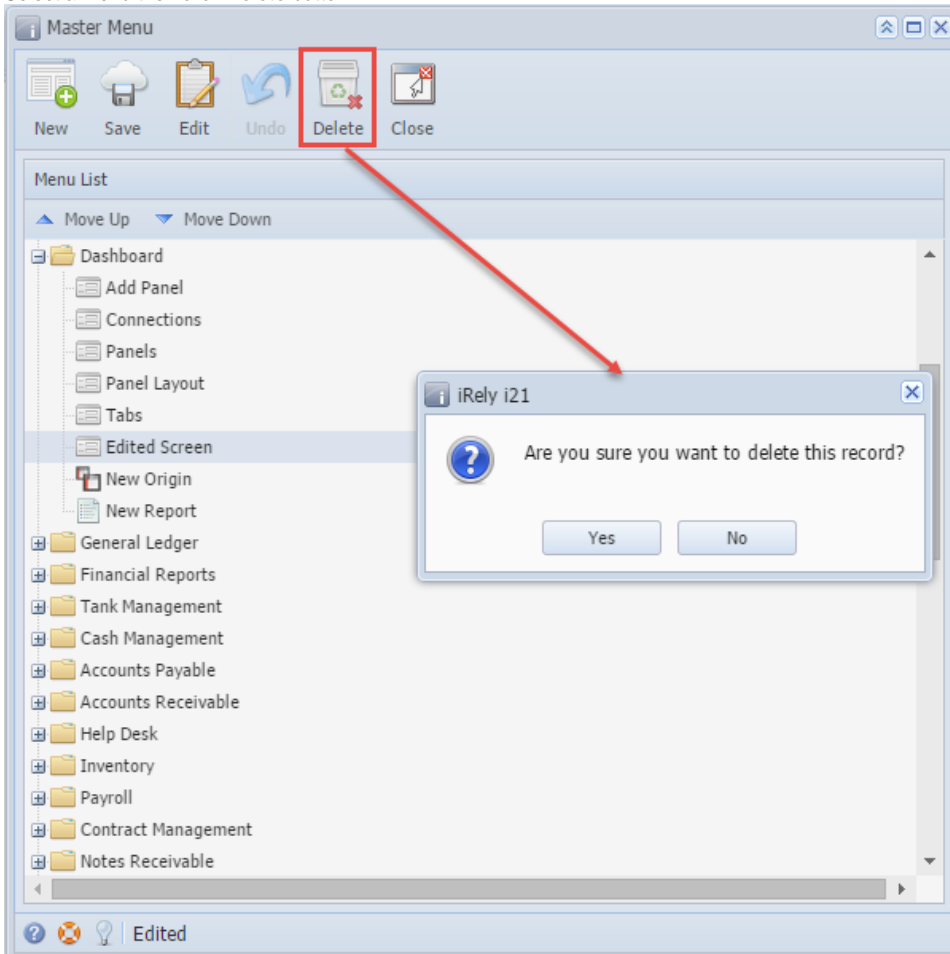 Master Menu
New Save Edit Undo Delete Close
Menu List
Move Up Move Down
Dashboard
Add Panel
Connections
Panels
Panel Layout
Tabs
Edited Screen
New Origin
New Report
General Ledger
Financial Reports
Tank Management
Cash Management
Accounts Payable
Accounts Receivable
Help Desk
Inventory
Payroll
Contract Management
Notes Receivable
iRely i21
Are you sure you want to delete this record?
Yes No
Edited